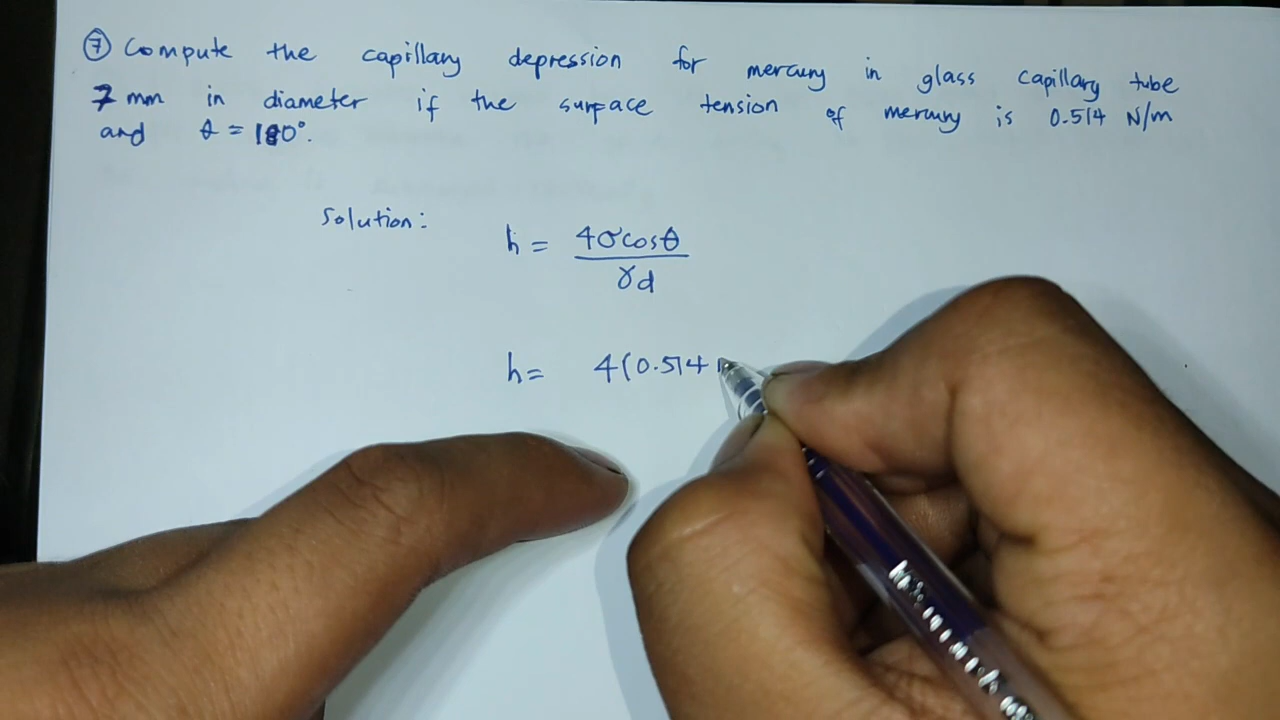 ⑦ Compute the capillary depression for mercury in glass capillary tube
7 mm in diameter if the surface tension of mercury is 0.514 N/m
and θ = 180°.
Solution:
h = 4σcosθ
γd
h = 4(0.514